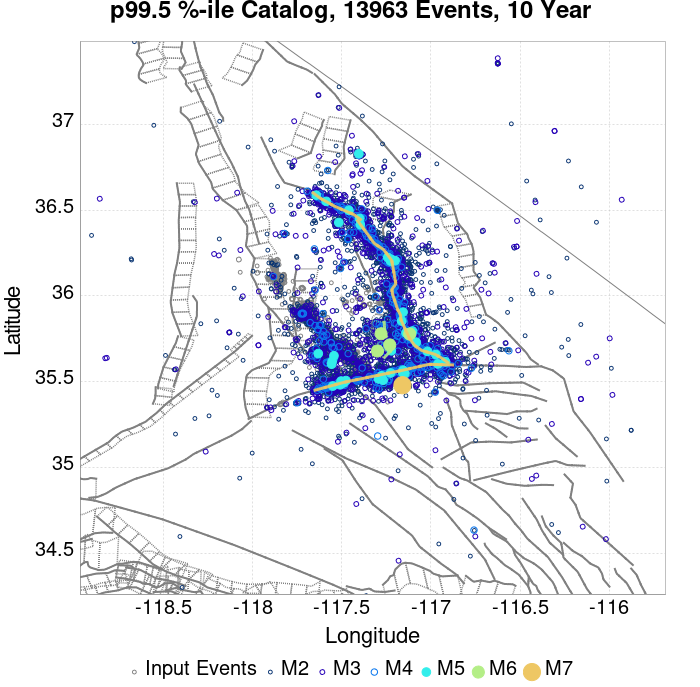 p99.5 %-ile Catalog, 13963 Events, 10 Year
37
36.5
36
35.5
35
34.5
Latitude
-118.5 -118 -117.5 -117 -116.5 -116
Longitude
Input Events M2 M3 M4 M5 M6 M7